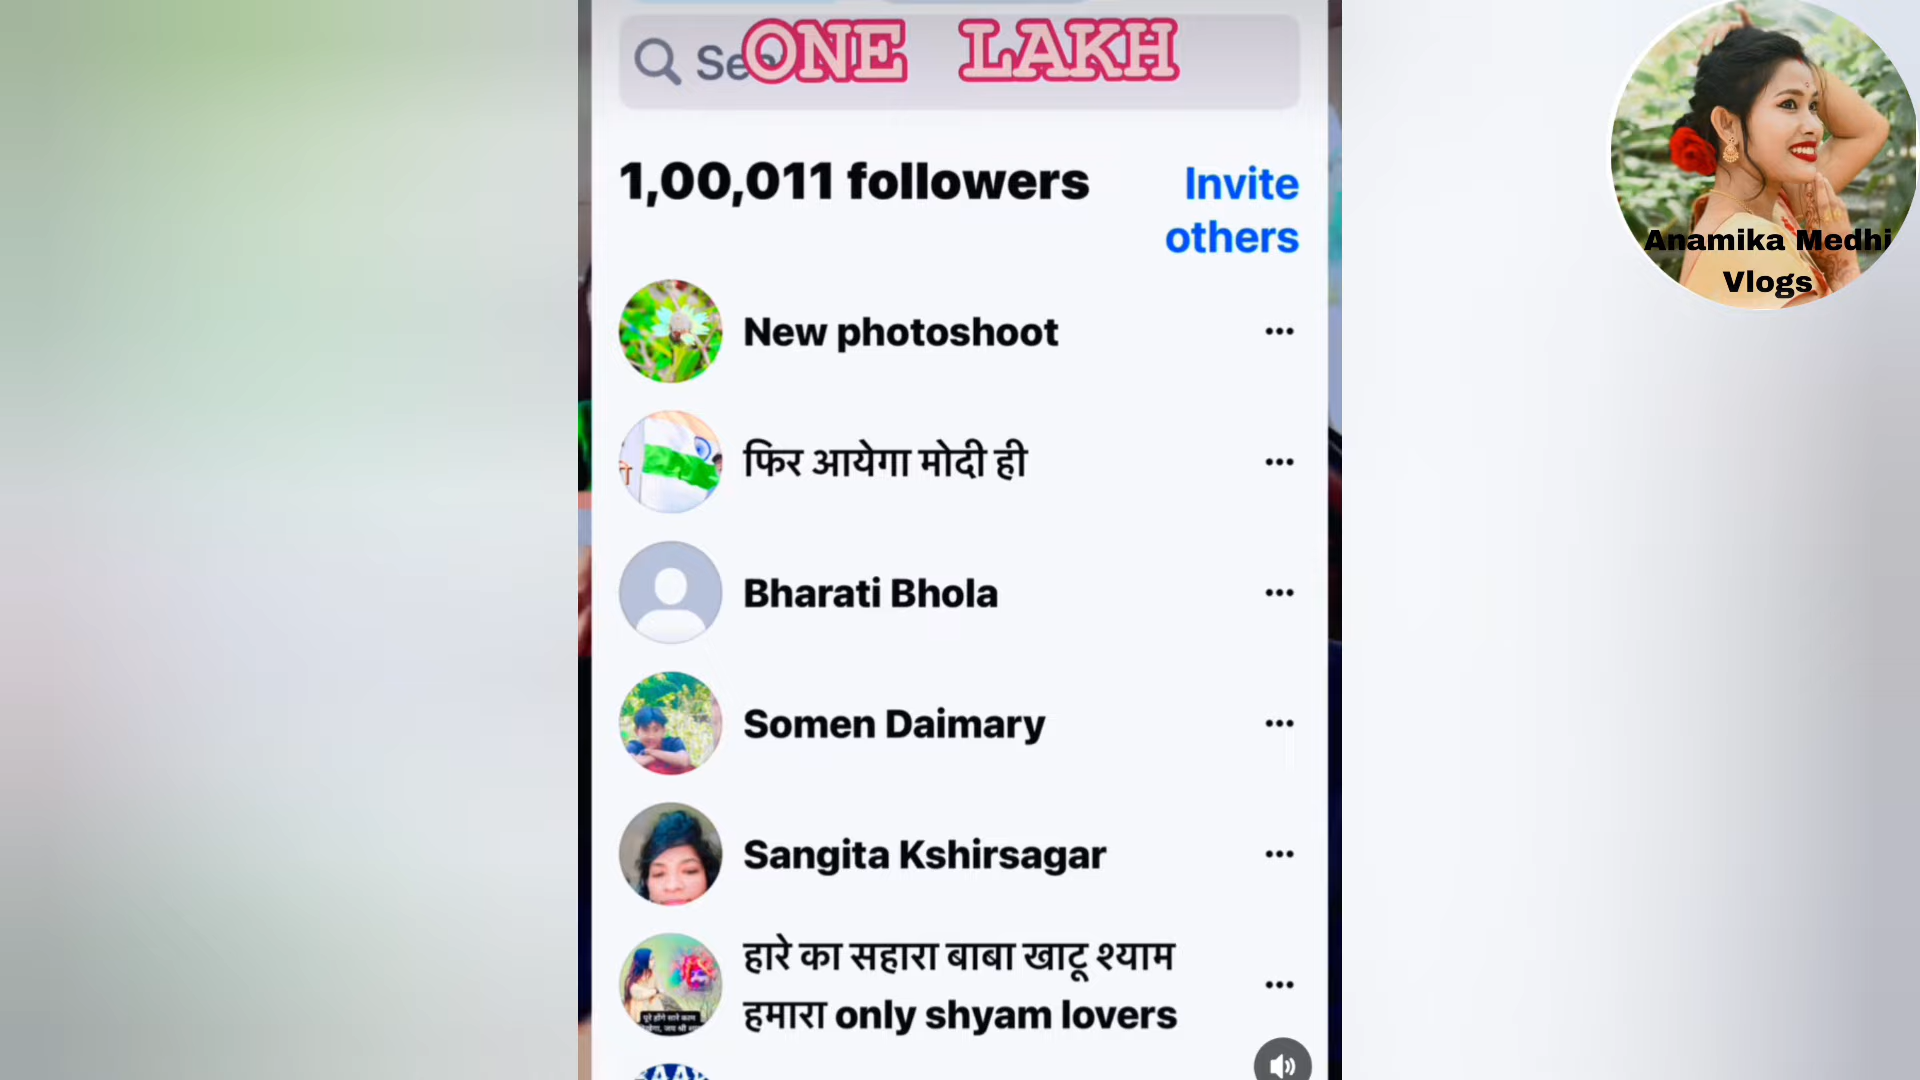 ONE LAKH
Se
1,00,011 followers
Invite
others
New photoshoot
फिर आयेगा मोदी ही
Bharati Bhola
Somen Daimary
Sangita Kshirsagar
हारे का सहारा बाबा खाटू श्याम
हमारा only shyam lovers
Anamika Medhi
Vlogs